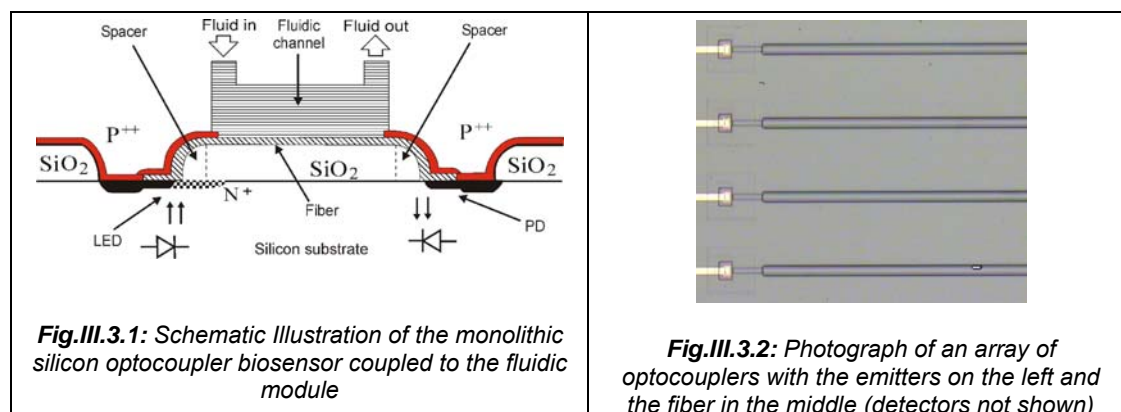 Spacer
Fluid in
Fluidic
channel
Fluid out
Spacer
P++
P++
SiO2
SiO2
SiO2
N+
Fiber
LED
PD
Silicon substrate
Fig.III.3.1: Schematic Illustration of the monolithic
silicon optocoupler biosensor coupled to the fluidic
module
Fig.III.3.2: Photograph of an array of
optocouplers with the emitters on the left and
the fiber in the middle (detectors not shown)